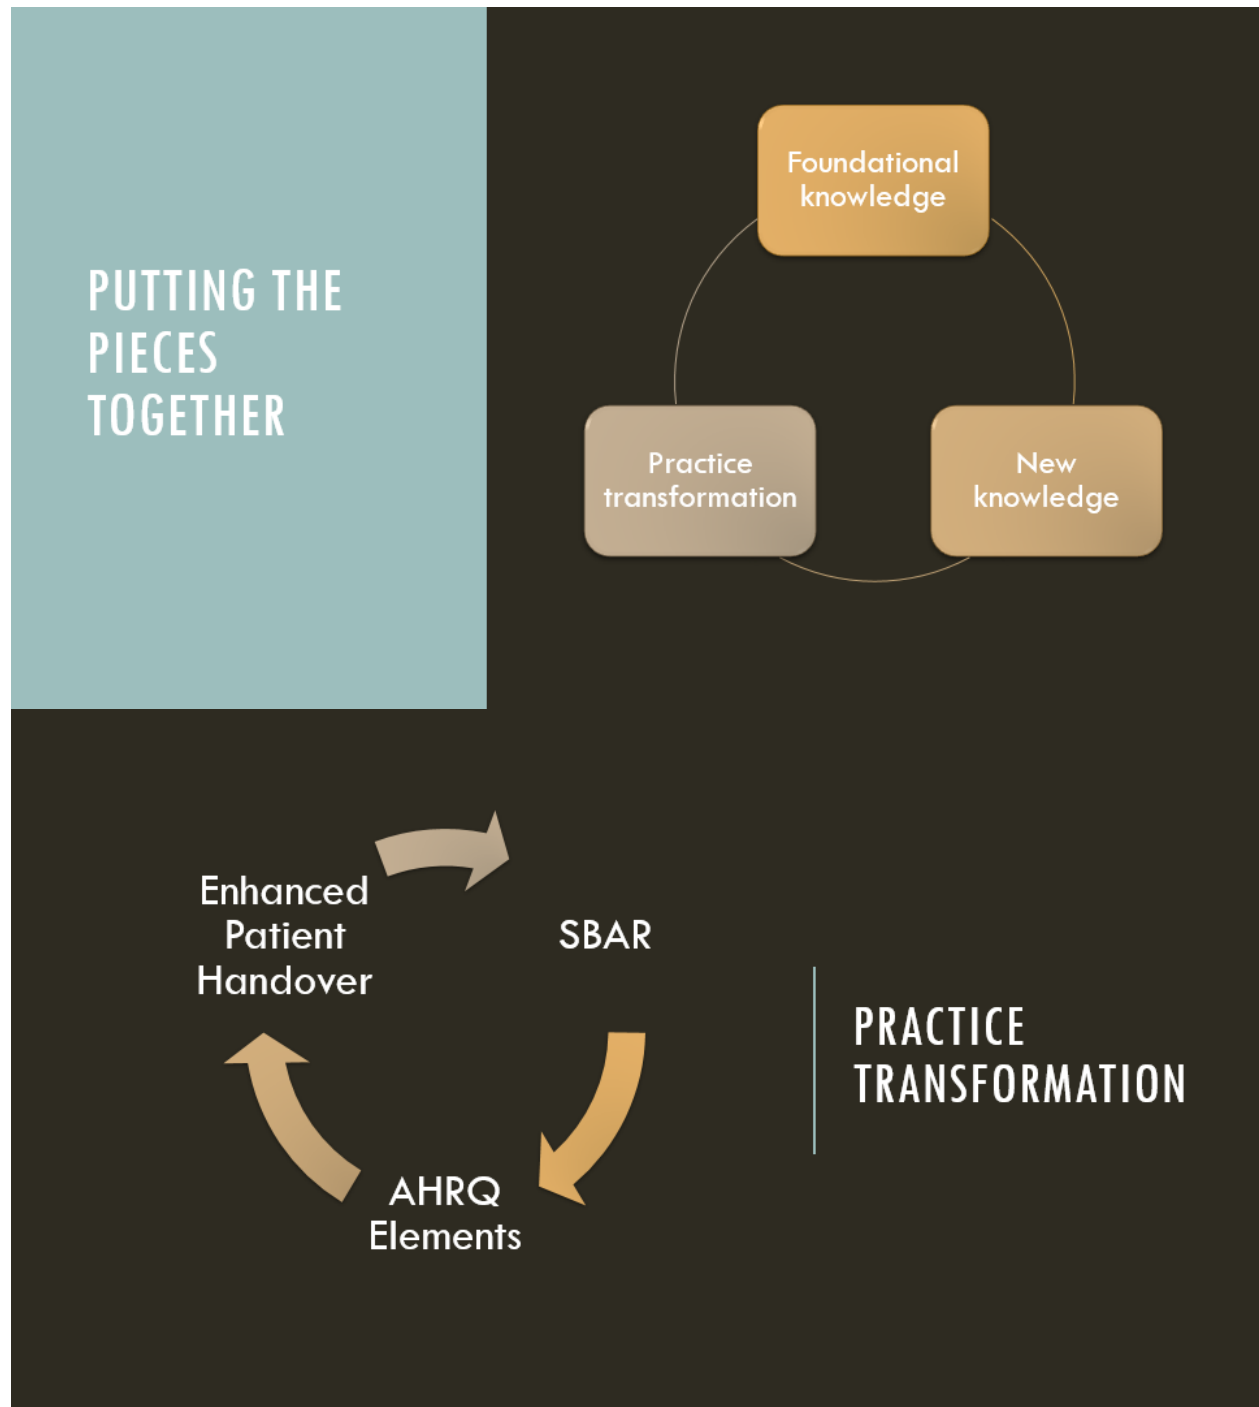 PUTTING THE
PIECES
TOGETHER
Foundational
knowledge
Practice
transformation
New
knowledge
Enhanced
Patient
Handover
SBAR
AHRQ
Elements
PRACTICE
TRANSFORMATION